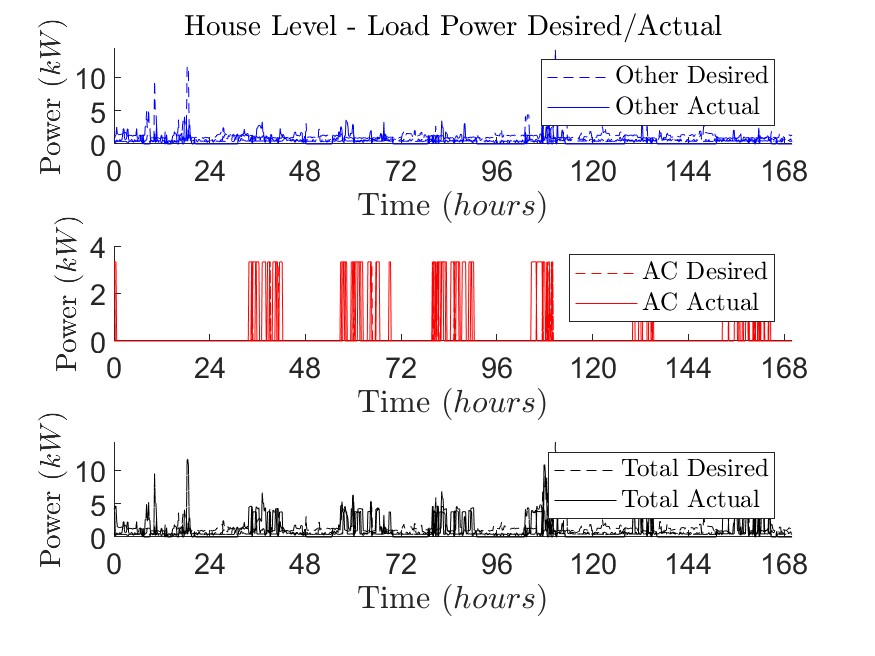 House Level - Load Power Desired/Actual
Power (kW)
10
5
0
Other Desired
Other Actual
0 24 48 72 96 120 144 168
Time (hours)
Power (kW)
4
2
0
AC Desired
AC Actual
0 24 48 72 96 120 144 168
Time (hours)
Power (kW)
10
5
0
Total Desired
Total Actual
0 24 48 72 96 120 144 168
Time (hours)